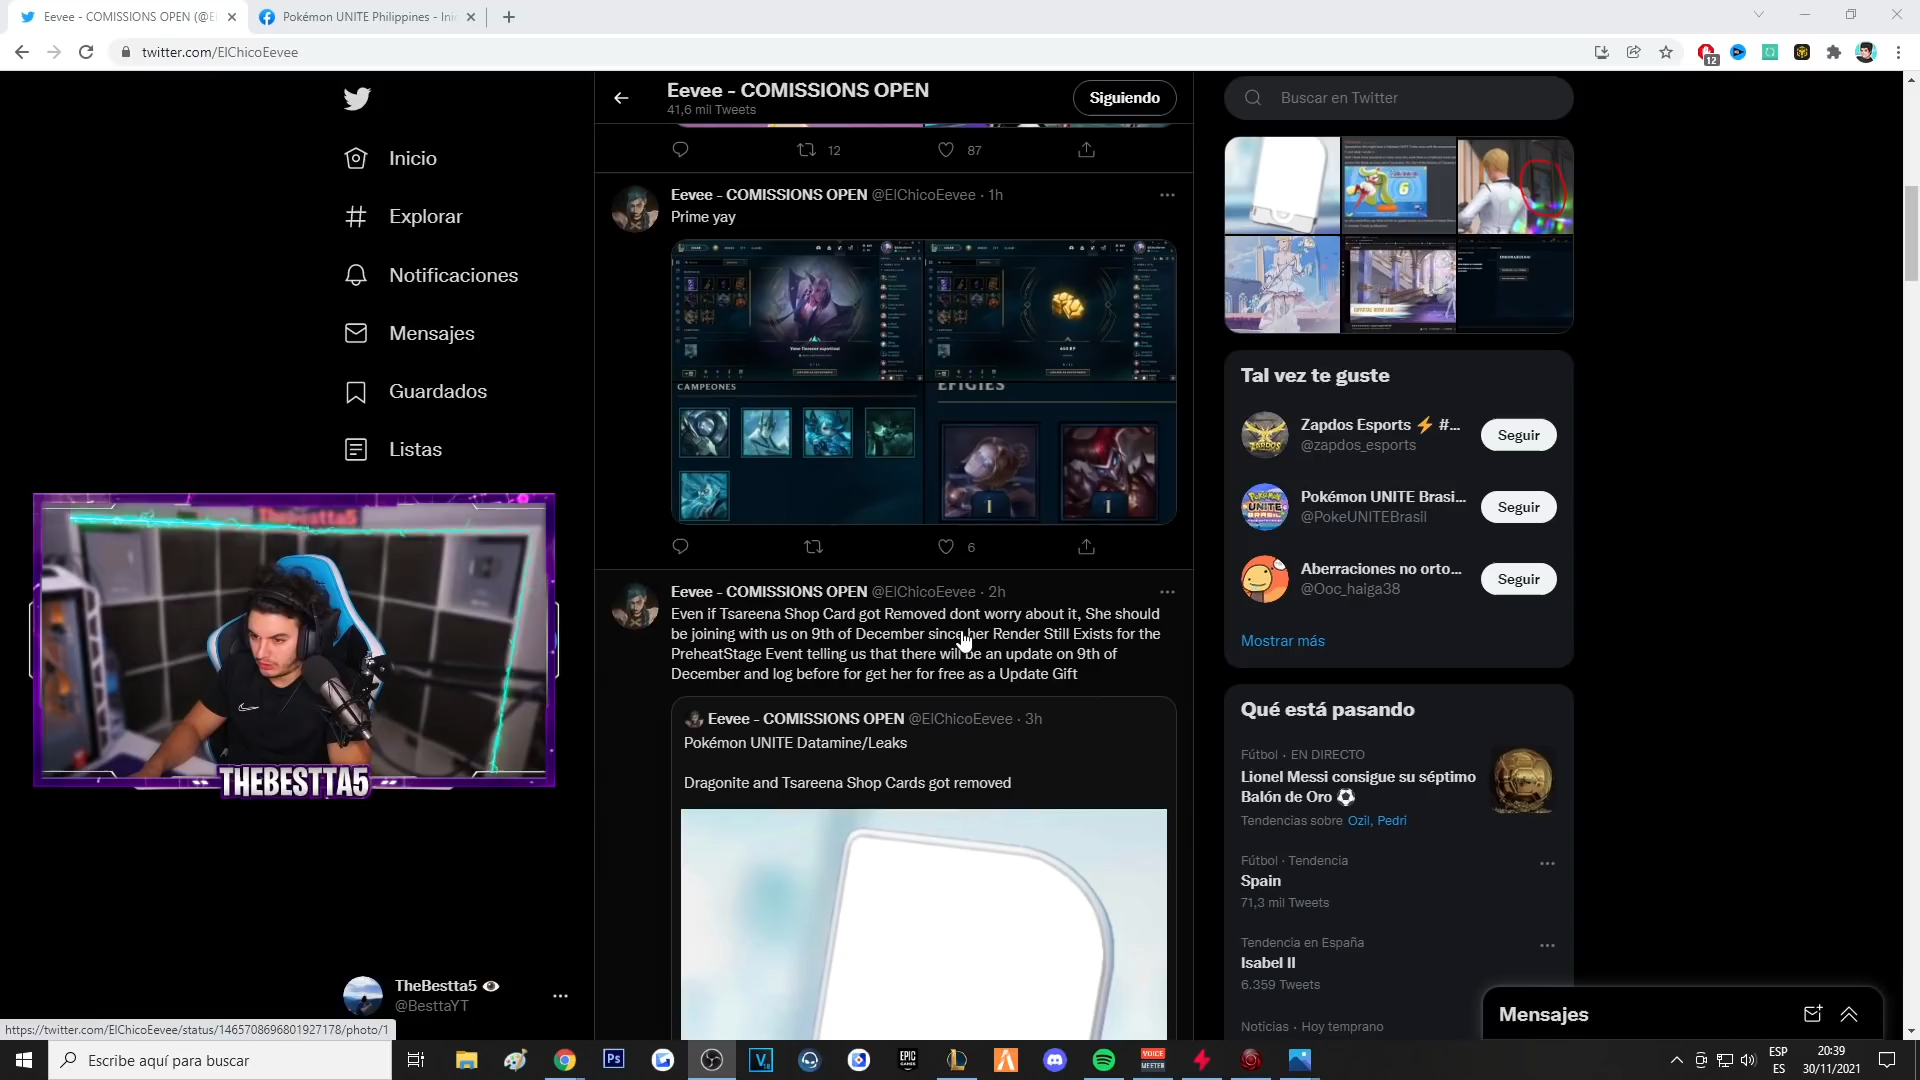 Eevee - COMISSIONS OPEN (@E
Pokémon UNITE Philippines - Ini
twitter.com/ElChicoEevee
12
Eevee - COMISSIONS OPEN
41,6 mil Tweets
Siguiendo
Buscar en Twitter
Inicio
Explorar
Notificaciones
Mensajes
Guardados
Listas
12
87
Eevee - COMISSIONS OPEN @ElChicoEevee · 1h
Prime yay
CAMPEONES
EFIGIES
I
I
6
Eevee - COMISSIONS OPEN @ElChicoEevee · 2h
Even if Tsareena Shop Card got Removed dont worry about it, She should
be joining with us on 9th of December since her Render Still Exists for the
PreheatStage Event telling us that there will be an update on 9th of
December and log before for get her for free as a Update Gift
Eevee - COMISSIONS OPEN @ElChicoEevee · 3h
Pokémon UNITE Datamine/Leaks
Dragonite and Tsareena Shop Cards got removed
Tal vez te guste
Zapdos Esports ⚡ #...
@zapdos_esports
Seguir
Pokémon UNITE Brasi...
@PokeUNITEBrasil
Seguir
Aberraciones no orto...
@Ooc_haiga38
Seguir
Mostrar más
Qué está pasando
Fútbol · EN DIRECTO
Lionel Messi consigue su séptimo
Balón de Oro ⚽
Tendencias sobre Ozil, Pedri
Fútbol · Tendencia
Spain
71,3 mil Tweets
Tendencia en España
Isabel II
6.359 Tweets
Noticias · Hoy temprano
Mensajes
Thebestta5
THEBESTTA5
TheBestta5 👁
@BesttaYT
https://twitter.com/ElChicoEevee/status/1465708696801927178/photo/1
Escribe aquí para buscar
Ps
EPIC
GAMES
VOICE
MEETER
ESP
ES
20:39
30/11/2021